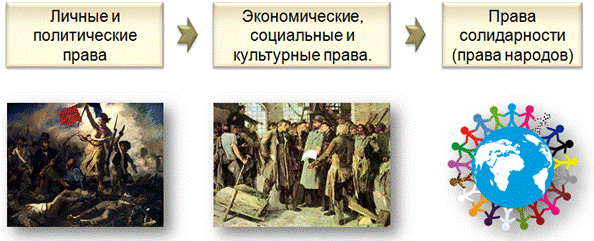 Личные и
политические
права
Экономические,
социальные и
культурные права.
Права
солидарности
(права народов)